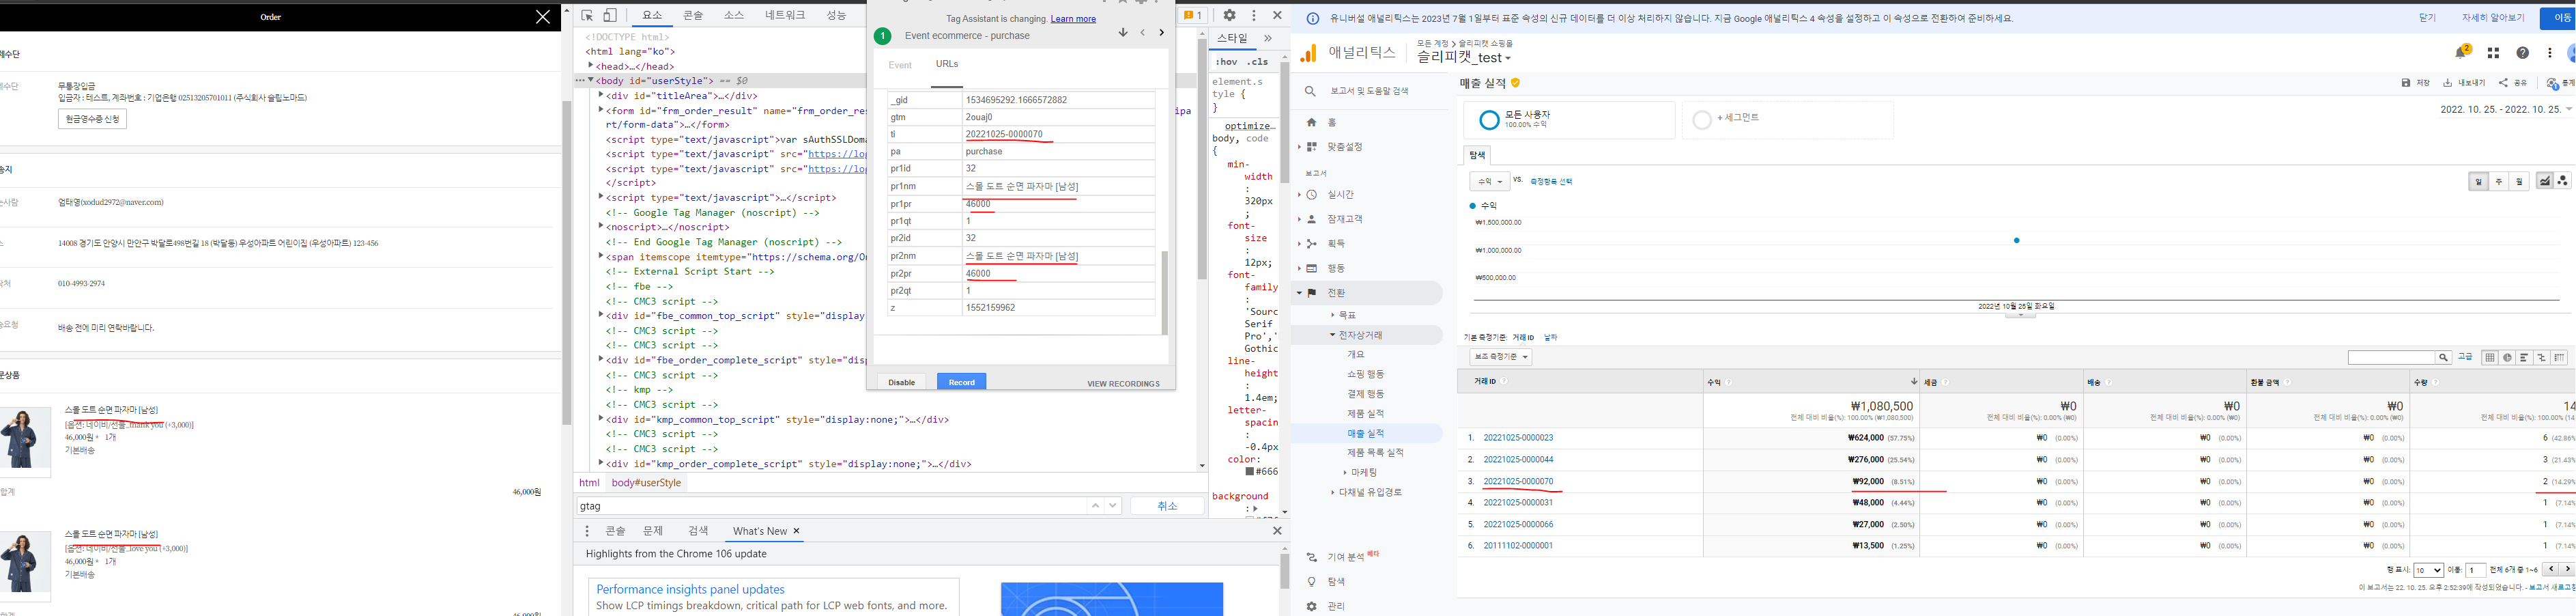 Order
제수단
무통장입금
입금자 : 테스트, 계좌번호 : 기업은행 02513205701011 (주식회사 슬립노마드)
현금영수증 신청
송지
엄태영(xodud2972@naver.com)
14008 경기도 안양시 만안구 박달로498번길 18 (박달동) 우성아파트 어린이집 (우성아파트) 123-456
010-4993-2974
송요청
배송 전에 미리 연락바랍니다.
문상품
스몰 도트 순면 파자마 [남성]
[옵션: 네이비/선물_thank you (+3,000)]
46,000원 * 1개
기본배송
합계
46,000원
스몰 도트 순면 파자마 [남성]
[옵션: 네이비/선물_love you (+3,000)]
46,000원 * 1개
기본배송
46,000원
요소
콘솔
소스
네트워크
성능
<!DOCTYPE html>
<html lang="ko">
<head>…</head>
<body id="userStyle"> == $0
<div id="titleArea">…</div>
<form id="frm_order_result" name="frm_order_res
rt/form-data">…</form>
<script type="text/javascript">var sAuthSSLDoma
<script type="text/javascript" src="https://log
<script type="text/javascript" src="https://log
</script>
<script type="text/javascript">…</script>
<!-- Google Tag Manager (noscript) -->
<noscript>…</noscript>
<!-- End Google Tag Manager (noscript) -->
<span itemscope itemtype="https://schema.org/Or
<!-- External Script Start -->
<!-- fbe -->
<!-- CMC3 script -->
<div id="fbe_common_top_script" style="display:
<!-- CMC3 script -->
<!-- CMC3 script -->
<div id="fbe_order_complete_script" style="disp
<!-- CMC3 script -->
<!-- kmp -->
<!-- CMC3 script -->
<div id="kmp_common_top_script" style="display:none;">…</div>
<!-- CMC3 script -->
<!-- CMC3 script -->
<div id="kmp_order_complete_script" style="display:none;">…</div>
html body#userStyle
gtag
취소
콘솔
문제
검색
What's New
Highlights from the Chrome 106 update
Performance insights panel updates
Show LCP timings breakdown, critical path for LCP web fonts, and more.
Tag Assistant is changing. Learn more
1
Event ecommerce - purchase
Event
URLs
_gid 1534695292.1666572882
gtm 2ouaj0
ti 20221025-0000070
pa purchase
pr1id 32
pr1nm 스몰 도트 순면 파자마 [남성]
pr1pr 46000
pr1qt 1
pr2id 32
pr2nm 스몰 도트 순면 파자마 [남성]
pr2pr 46000
pr2qt 1
z 1552159962
Disable
Record
VIEW RECORDINGS
1
스타일
:hov .cls
element.s
tyle {
}
optimize…
body, code
{
min-
width
:
320px
;
font-
size
:
12px;
font-
family
:
'Sourc
Serif
Pro','
Gothic
line-
height
:
1.4em;
letter-
spacin
:
-0.4px
color:
#666
background
:
유니버설 애널리틱스는 2023년 7월 1일부터 표준 속성의 신규 데이터를 더 이상 처리하지 않습니다. 지금 Google 애널리틱스 4 속성을 설정하고 이 속성으로 전환하여 준비하세요.
닫기
자세히 알아보기
이동
애널리틱스
모든 계정 > 슬리피캣 쇼핑몰
슬리피캣_test
2
보고서 및 도움말 검색
홈
맞춤설정
보고서
실시간
잠재고객
획득
행동
전환
목표
전자상거래
개요
쇼핑 행동
결제 행동
제품 실적
매출 실적
제품 목록 실적
마케팅
다채널 유입경로
기여 분석 베타
탐색
관리
매출 실적
저장
내보내기
공유
통계
모든 사용자
100.00% 수익
+ 세그먼트
2022. 10. 25. - 2022. 10. 25.
탐색
수익
vs. 측정항목 선택
일
주
월
수익
₩1,500,000.00
₩1,000,000.00
₩500,000.00
기본 측정기준: 거래 ID 날짜
보조 측정기준
고급
거래 ID
수익
세금
배송
환불 금액
수량
₩1,080,500
전체 대비 비율(%): 100.00% (₩1,080,500)
₩0
전체 대비 비율(%): 0.00% (₩0)
₩0
전체 대비 비율(%): 0.00% (₩0)
₩0
전체 대비 비율(%): 0.00% (₩0)
14
전체 대비 비율(%): 100.00% (14
1. 20221025-0000023 ₩624,000 (57.75%) ₩0 (0.00%) ₩0 (0.00%) ₩0 (0.00%) 6 (42.86%
2. 20221025-0000044 ₩276,000 (25.54%) ₩0 (0.00%) ₩0 (0.00%) ₩0 (0.00%) 3 (21.43%
3. 20221025-0000070 ₩92,000 (8.51%) ₩0 (0.00%) ₩0 (0.00%) ₩0 (0.00%) 2 (14.29%
4. 20221025-0000031 ₩48,000 (4.44%) ₩0 (0.00%) ₩0 (0.00%) ₩0 (0.00%) 1 (7.14%
5. 20221025-0000066 ₩27,000 (2.50%) ₩0 (0.00%) ₩0 (0.00%) ₩0 (0.00%) 1 (7.14%
6. 20111102-0000001 ₩13,500 (1.25%) ₩0 (0.00%) ₩0 (0.00%) ₩0 (0.00%) 1 (7.14%
행 표시: 10 이동: 1 전체 6개 중 1~6
이 보고서는 22. 10. 25. 오후 2:52:39에 작성되었습니다. - 보고서 새로고침